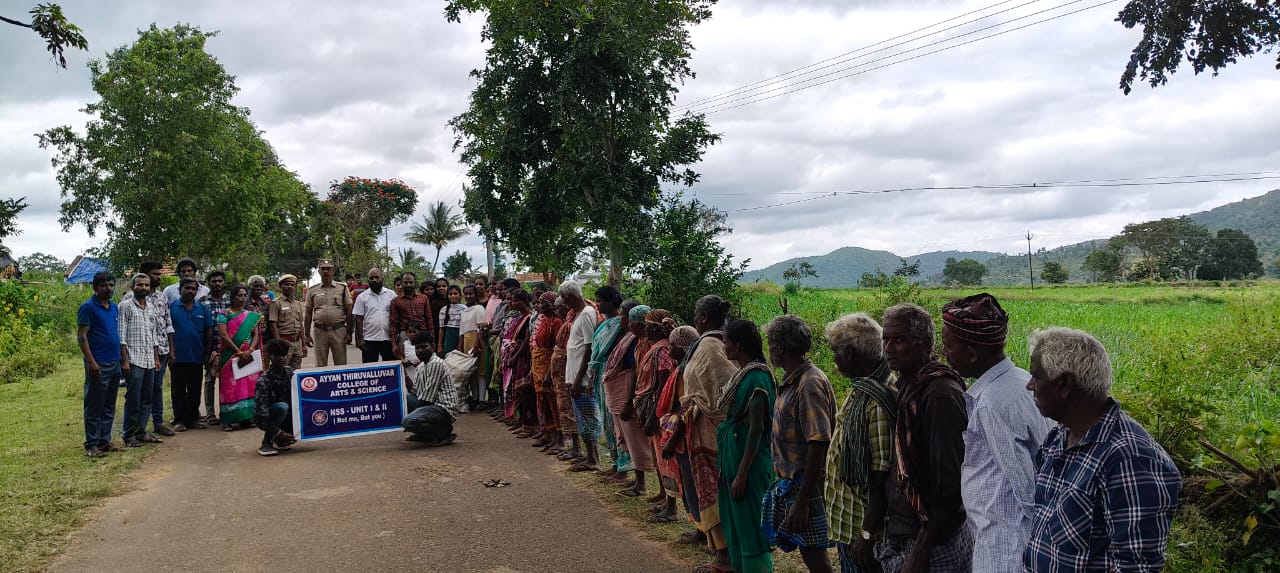 AYYAN THIRUVALLUVAR
COLLEGE OF
ARTS & SCIENCE
NSS - UNIT I & II
( Not me, But you )